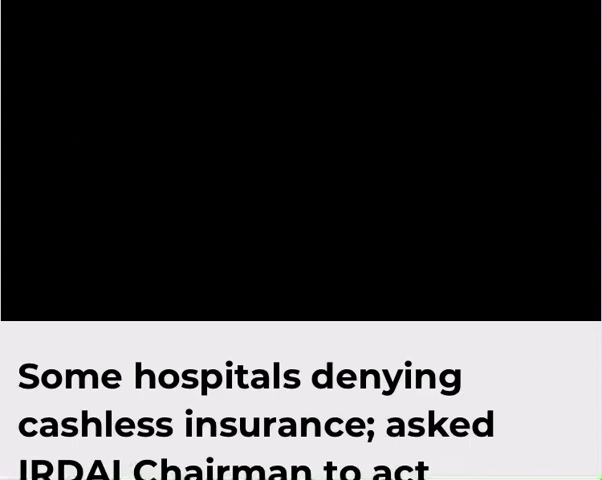 Some hospitals denying
cashless insurance; asked
IRDAI Chairman to act